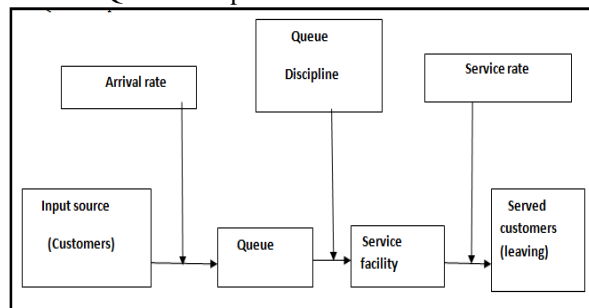 Queue
Discipline
Arrival rate
Service rate
Input source
(Customers)
Queue
Service
facility
Served
customers
(leaving)